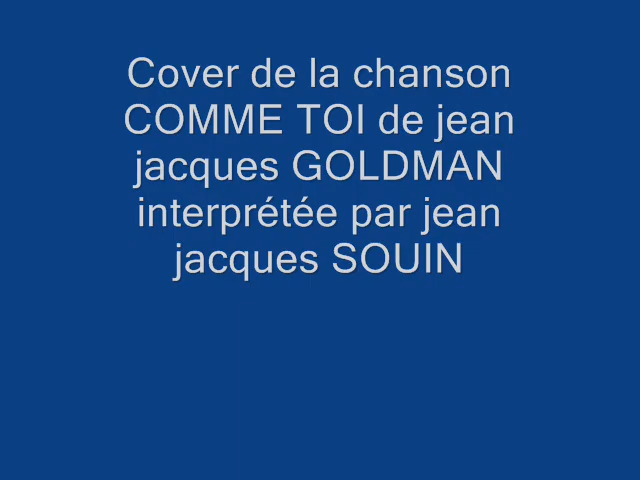 Cover de la chanson
COMME TOI de jean
jacques GOLDMAN
interprétée par jean
jacques SOUIN